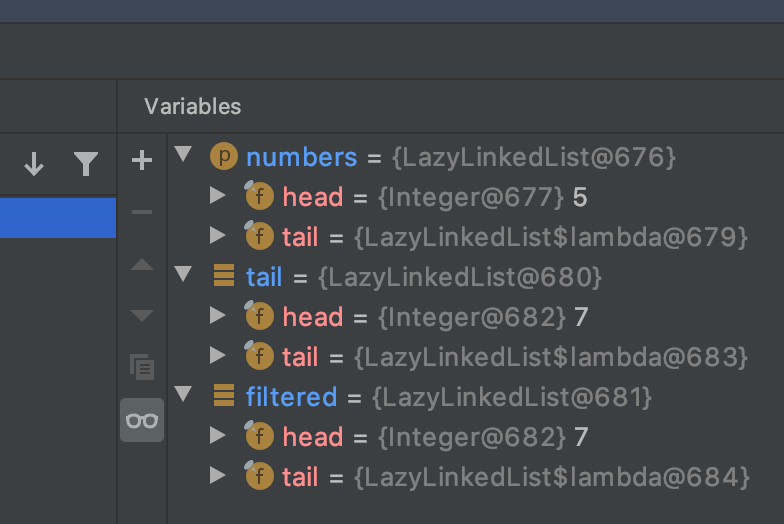 Variables
p numbers = {LazyLinkedList@676}
f head = {Integer@677} 5
f tail = {LazyLinkedList$lambda@679}
tail = {LazyLinkedList@680}
f head = {Integer@682} 7
f tail = {LazyLinkedList$lambda@683}
filtered = {LazyLinkedList@681}
f head = {Integer@682} 7
f tail = {LazyLinkedList$lambda@684}